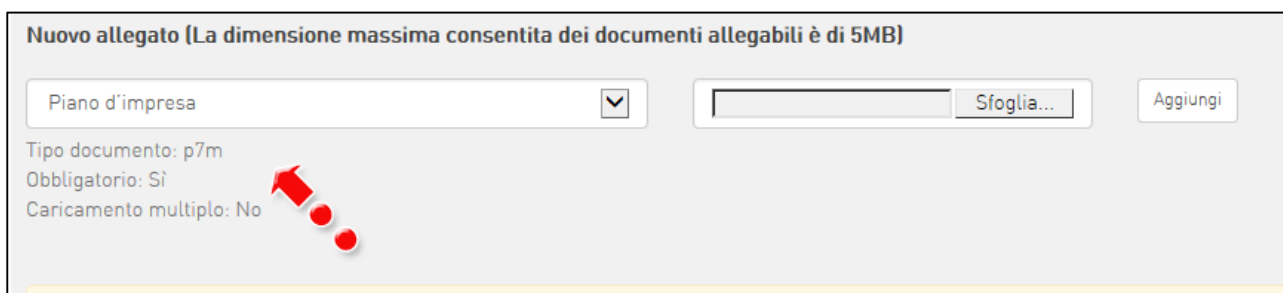 Nuovo allegato (La dimensione massima consentita dei documenti allegabili è di 5MB)
Piano d'impresa
Sfoglia...
Aggiungi
Tipo documento: p7m
Obbligatorio: Sì
Caricamento multiplo: No